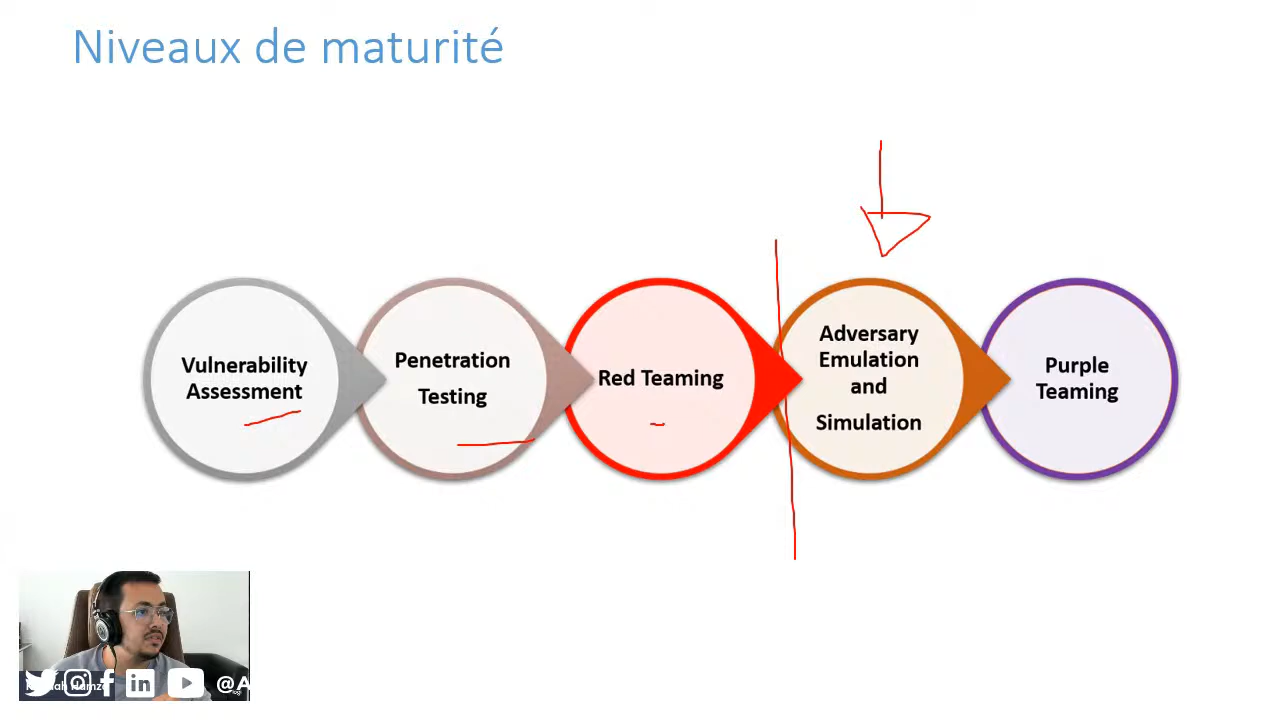 Niveaux de maturité
Vulnerability
Assessment
Penetration
Testing
Red Teaming
Adversary
Emulation
and
Simulation
Purple
Teaming
@A